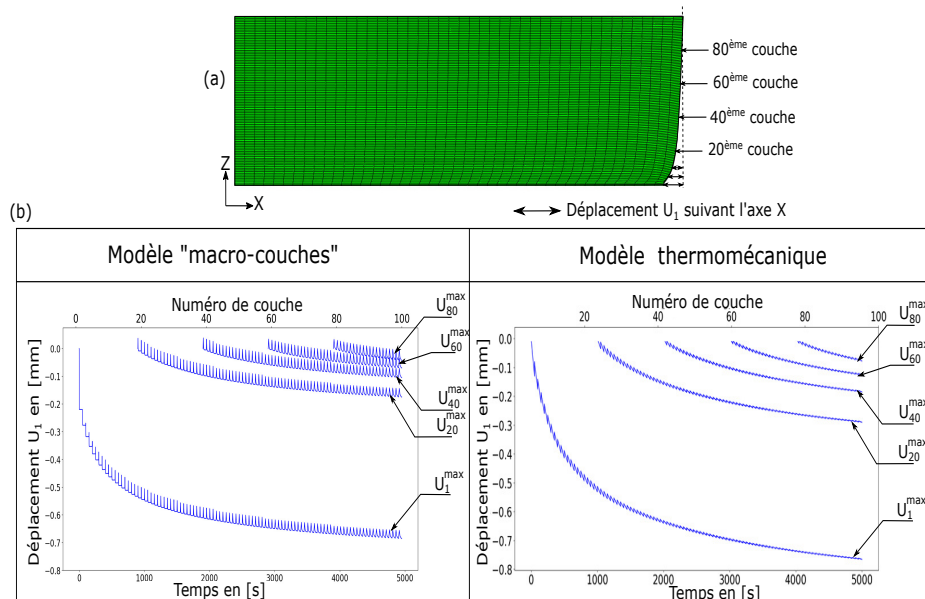 (a)
80ème couche
60ème couche
40ème couche
20ème couche
Z
X
Déplacement U1 suivant l'axe X
(b)
Modèle "macro-couches"
Modèle thermomécanique
Numéro de couche
0 20 40 60 80 100
Déplacement U1 en [mm]
0.0
−0.1
−0.2
−0.3
−0.4
−0.5
−0.6
−0.7
−0.8
0 1000 2000 3000 4000 5000
Temps en [s]
U80max
U60max
U40max
U20max
U1max
Numéro de couche
20 40 60 80 100
Déplacement U1 en [mm]
0.0
−0.1
−0.2
−0.3
−0.4
−0.5
−0.6
−0.7
−0.8
0 1000 2000 3000 4000 5000
Temps en [s]
U80max
U60max
U40max
U20max
U1max